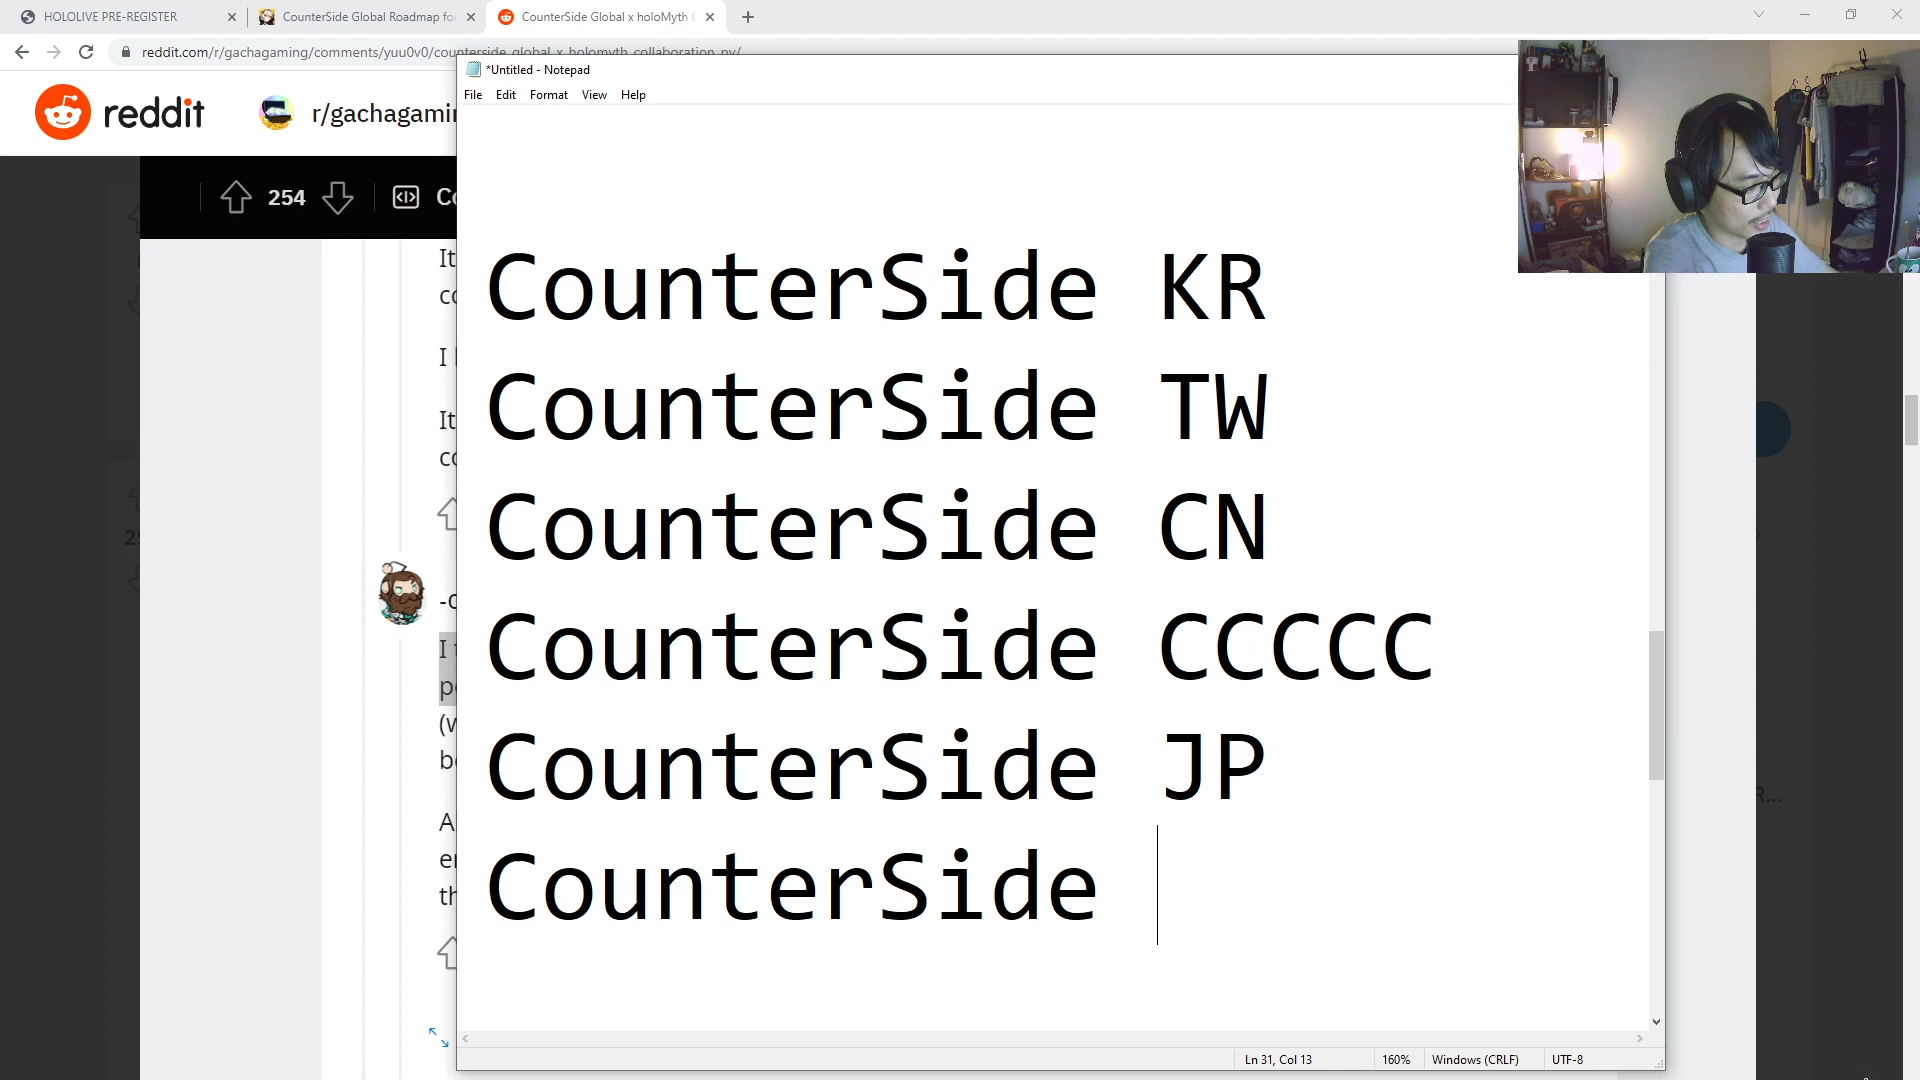 HOLOLIVE PRE-REGISTER
CounterSide Global Roadmap for
CounterSide Global x holoMyth C
reddit.com/r/gachagaming/comments/yuu0v0/counterside_global_x_holomyth_collaboration_pv/
*Untitled - Notepad
File Edit Format View Help
reddit
r/gachagamin
254
CounterSide KR
CounterSide TW
CounterSide CN
CounterSide CCCCC
CounterSide JP
CounterSide
Ln 31, Col 13
160%
Windows (CRLF)
UTF-8